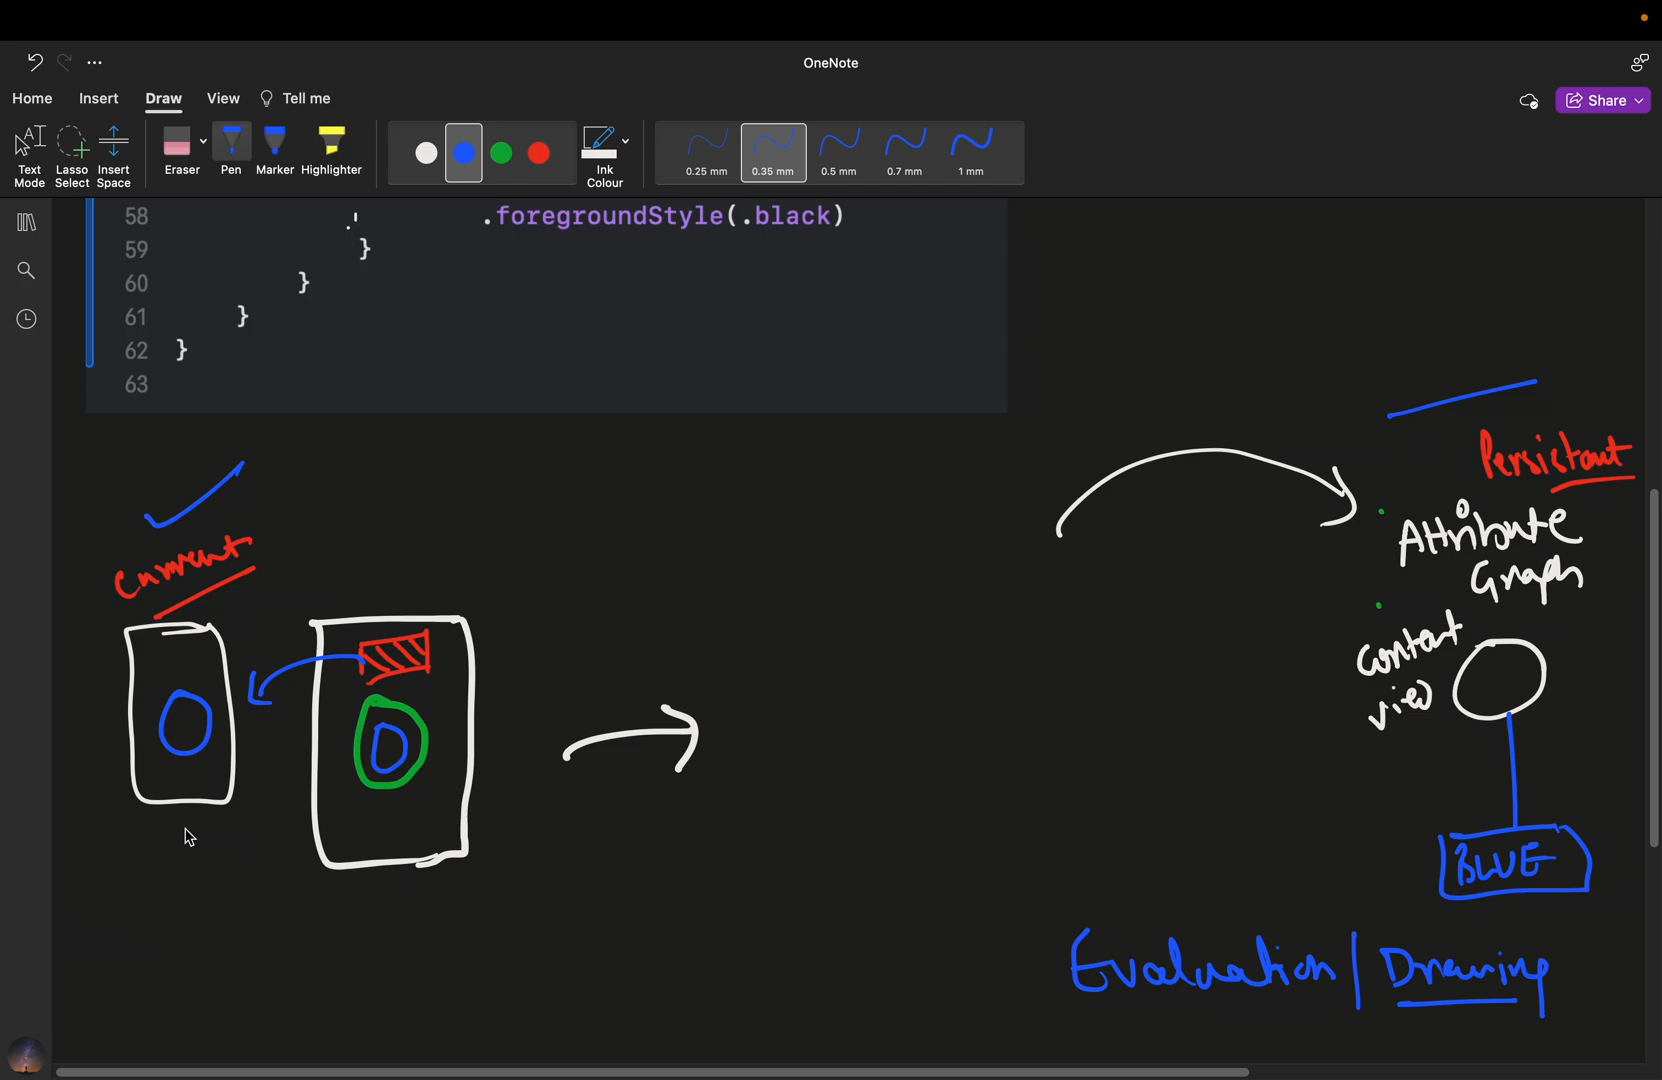 OneNote
Home Insert Draw View Tell me
Share
Text Mode
Lasso Select
Insert Space
Eraser
Pen
Marker
Highlighter
Ink Colour
0.25 mm
0.35 mm
0.5 mm
0.7 mm
1 mm
58 .foregroundStyle(.black)
59 }
60 }
61 }
62 }
63
Persistant
Attribute
Graph
Current
Content
view
BLUE
Evaluation | Drawing